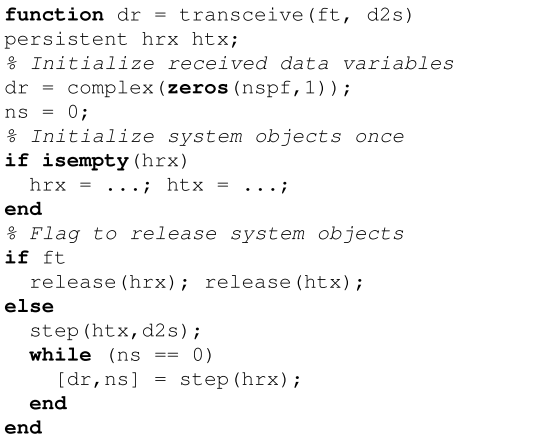 function dr = transceive(ft, d2s)
persistent hrx htx;
% Initialize received data variables
dr = complex(zeros(nspf,1));
ns = 0;
% Initialize system objects once
if isempty(hrx)
  hrx = ...; htx = ...;
end
% Flag to release system objects
if ft
  release(hrx); release(htx);
else
  step(htx,d2s);
  while (ns == 0)
    [dr,ns] = step(hrx);
  end
end